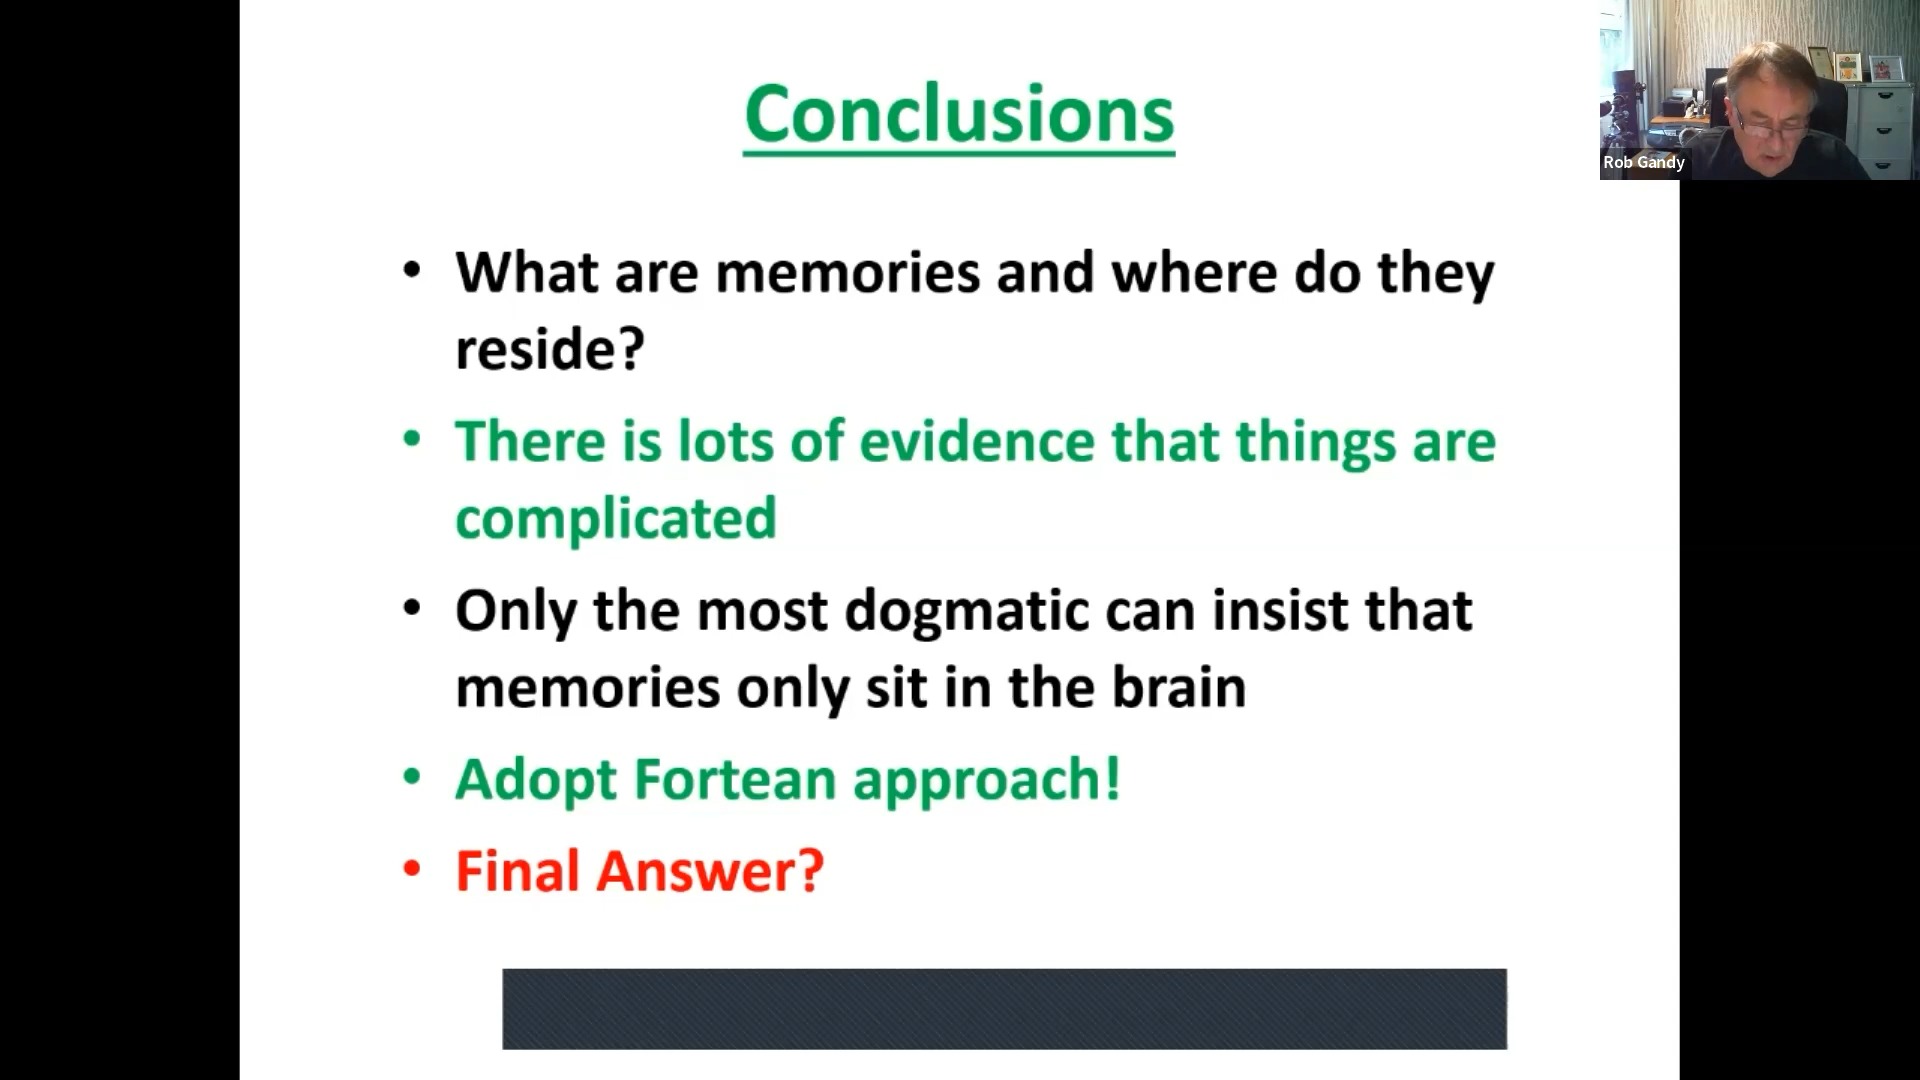 Conclusions
Rob Gandy
• What are memories and where do they
reside?
• There is lots of evidence that things are
complicated
• Only the most dogmatic can insist that
memories only sit in the brain
• Adopt Fortean approach!
• Final Answer?